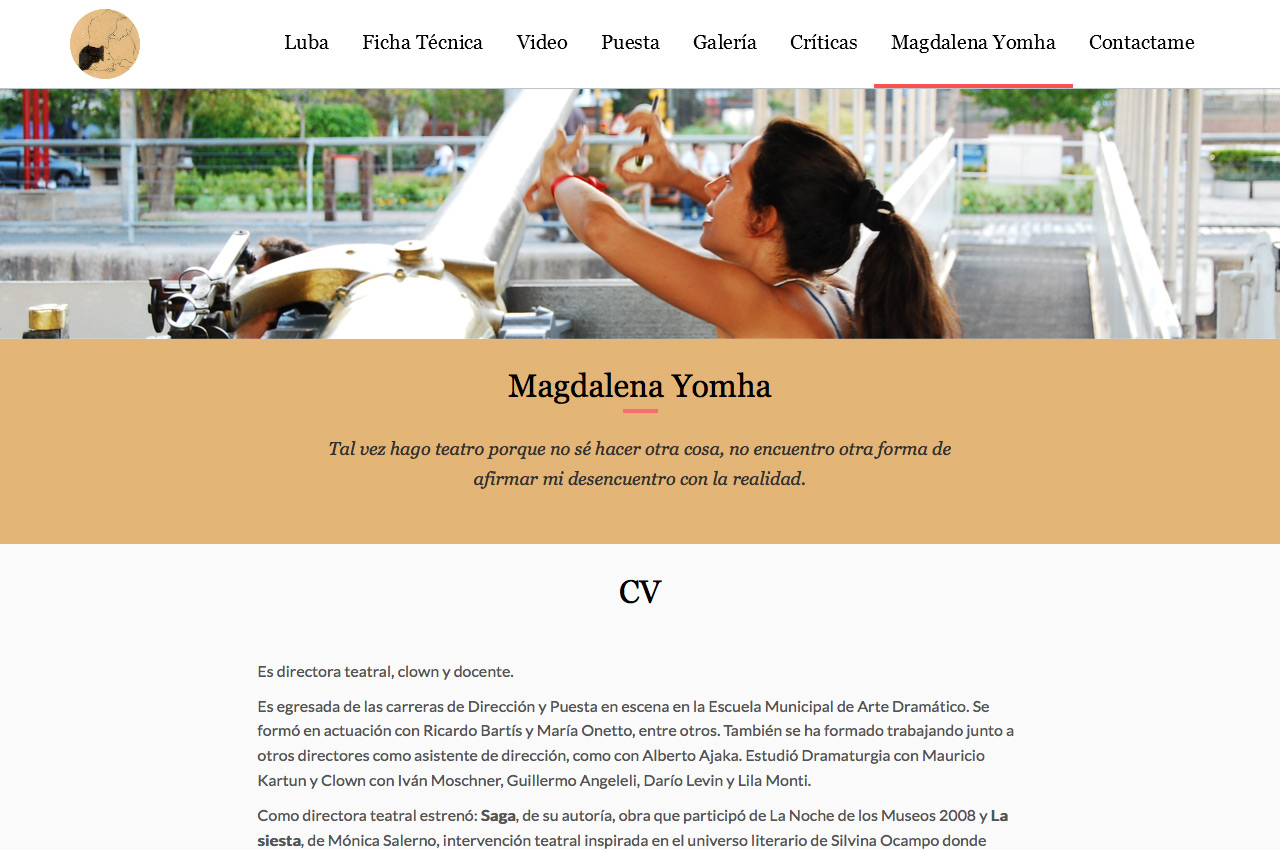 Luba Ficha Técnica Video Puesta Galería Críticas Magdalena Yomha Contactame
Magdalena Yomha
Tal vez hago teatro porque no sé hacer otra cosa, no encuentro otra forma de
afirmar mi desencuentro con la realidad.
CV
Es directora teatral, clown y docente.
Es egresada de las carreras de Dirección y Puesta en escena en la Escuela Municipal de Arte Dramático. Se
formó en actuación con Ricardo Bartís y María Onetto, entre otros. También se ha formado trabajando junto a
otros directores como asistente de dirección, como con Alberto Ajaka. Estudió Dramaturgia con Mauricio
Kartun y Clown con Iván Moschner, Guillermo Angeleli, Darío Levin y Lila Monti.
Como directora teatral estrenó: Saga, de su autoría, obra que participó de La Noche de los Museos 2008 y La
siesta, de Mónica Salerno, intervención teatral inspirada en el universo literario de Silvina Ocampo donde